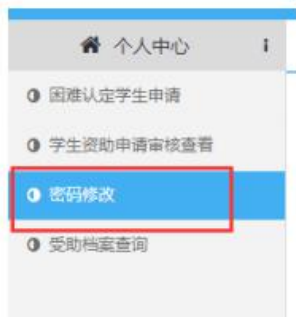 个人中心
困难认定学生申请
学生资助申请审核查看
密码修改
受助档案查询